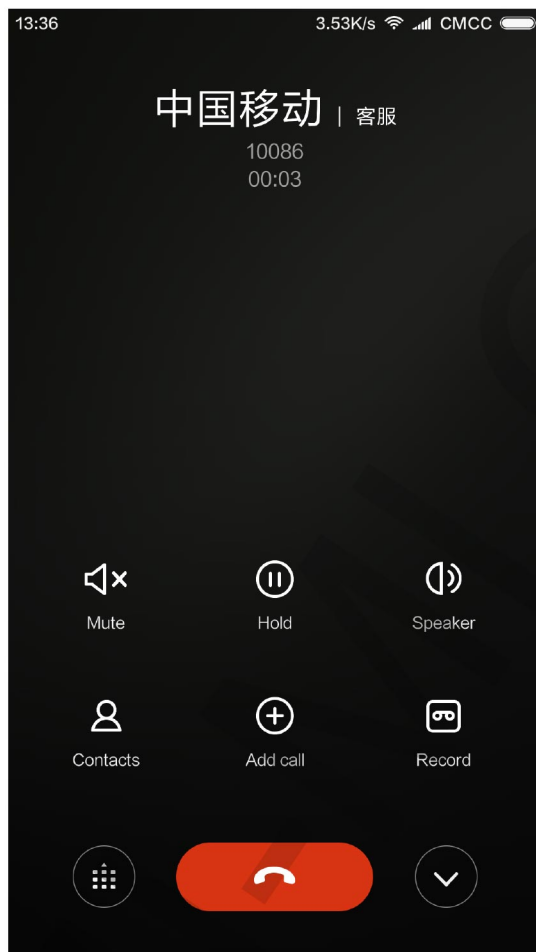 13:36 3.53K/s CMCC
中国移动 | 客服
10086
00:03
Mute Hold Speaker
Contacts Add call Record